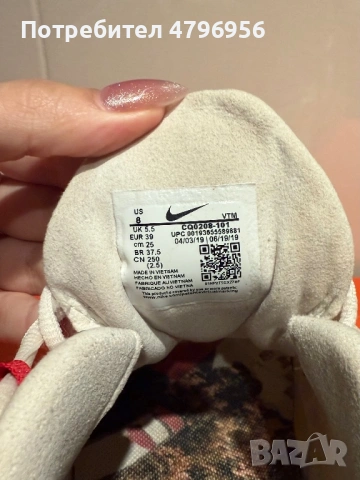 Потребител 4796956
US
8
VTM
UK 5.5
CQ0208-101
EUR 39
UPC 00193655589881
cm 25
04/03/19 | 06/19/19
BR 37.5
CN 250
(2.5)
MADE IN VIETNAM
HECHO EN VIETNAM
FABRIQUE AU VIETNAM
FABRICADO NO VIETNA
BAZAR
bg